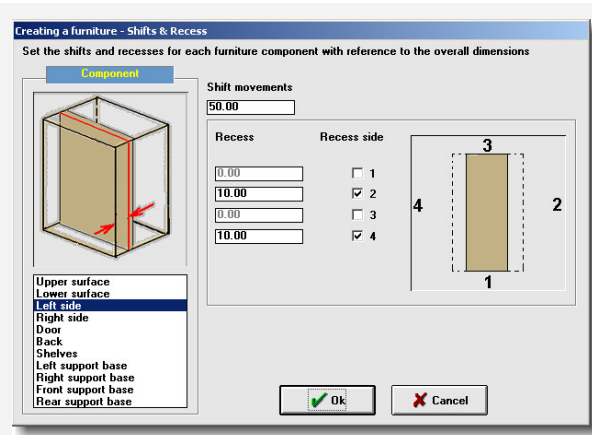 Creating a furniture - Shifts & Recess
Set the shifts and recesses for each furniture component with reference to the overall dimensions
Component
Shift movements
50.00
Recess Recess side
0.00 1
10.00 2
0.00 3
10.00 4
3
4 2
1
Upper surface
Lower surface
Left side
Right side
Door
Back
Shelves
Left support base
Right support base
Front support base
Rear support base
Ok Cancel